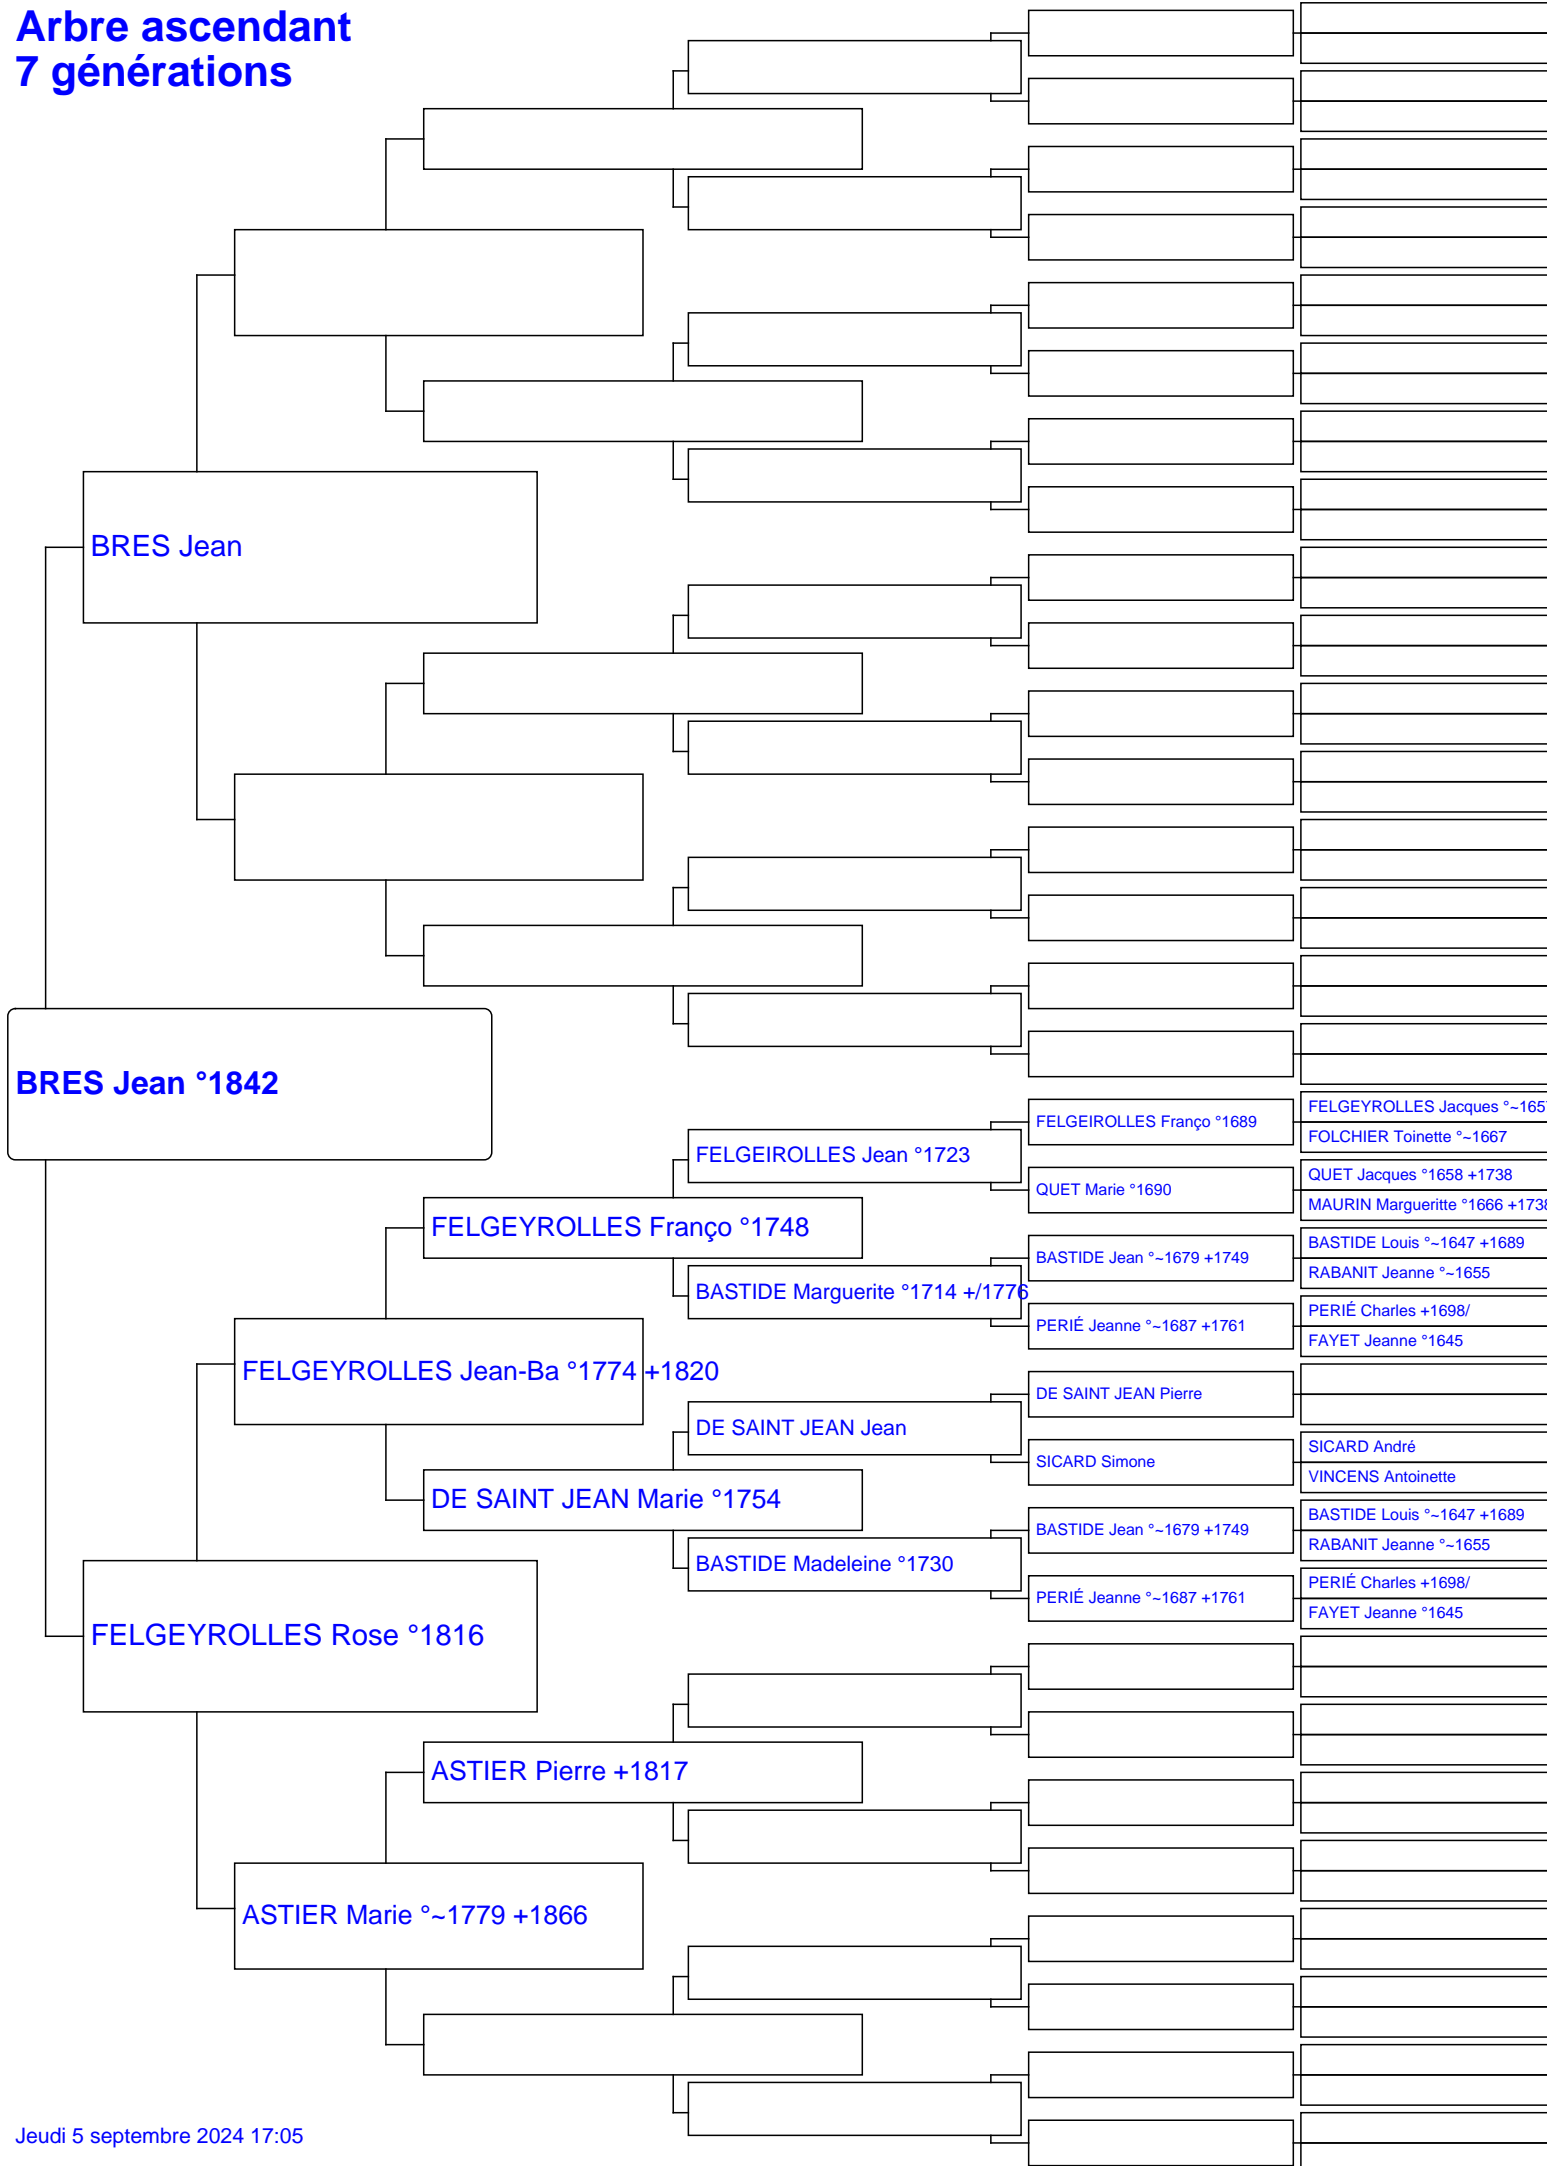 Arbre ascendant
7 générations
BRES Jean
BRES Jean °1842
FELGEYROLLES Jacques °~165
FELGEIROLLES Franço °1689
FOLCHIER Toinette °~1667
FELGEIROLLES Jean °1723
QUET Jacques °1658 +1738
QUET Marie °1690
MAURIN Margueritte °1666 +1738
FELGEYROLLES Franço °1748
BASTIDE Louis °~1647 +1689
BASTIDE Jean °~1679 +1749
RABANIT Jeanne °~1655
BASTIDE Marguerite °1714 +/1776
PERIÉ Charles +1698/
PERIÉ Jeanne °~1687 +1761
FAYET Jeanne °1645
FELGEYROLLES Jean-Ba °1774 +1820
DE SAINT JEAN Pierre
DE SAINT JEAN Jean
SICARD André
SICARD Simone
VINCENS Antoinette
DE SAINT JEAN Marie °1754
BASTIDE Louis °~1647 +1689
BASTIDE Jean °~1679 +1749
RABANIT Jeanne °~1655
BASTIDE Madeleine °1730
PERIÉ Charles +1698/
PERIÉ Jeanne °~1687 +1761
FAYET Jeanne °1645
FELGEYROLLES Rose °1816
ASTIER Pierre +1817
ASTIER Marie °~1779 +1866
Jeudi 5 septembre 2024 17:05